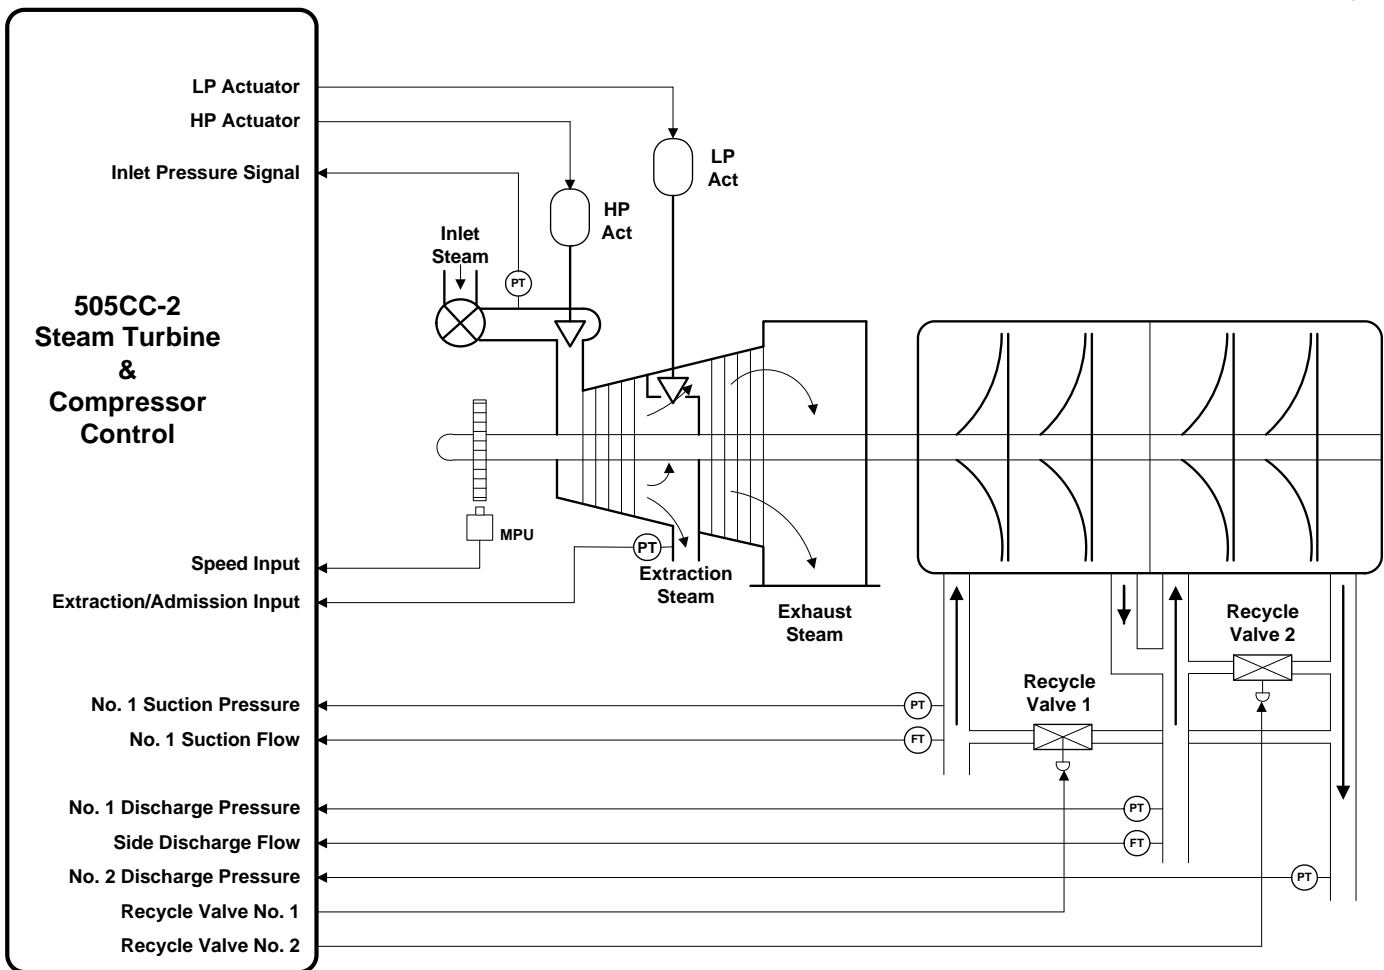 LP Actuator
HP Actuator
Inlet Pressure Signal
505CC-2
Steam Turbine
&
Compressor
Control
Speed Input
Extraction/Admission Input
No. 1 Suction Pressure
No. 1 Suction Flow
No. 1 Discharge Pressure
Side Discharge Flow
No. 2 Discharge Pressure
Recycle Valve No. 1
Recycle Valve No. 2
LP
Act
HP
Act
Inlet
Steam
PT
MPU
PT
Extraction
Steam
Exhaust
Steam
Recycle
Valve 2
Recycle
Valve 1
PT
FT
PT
FT
PT